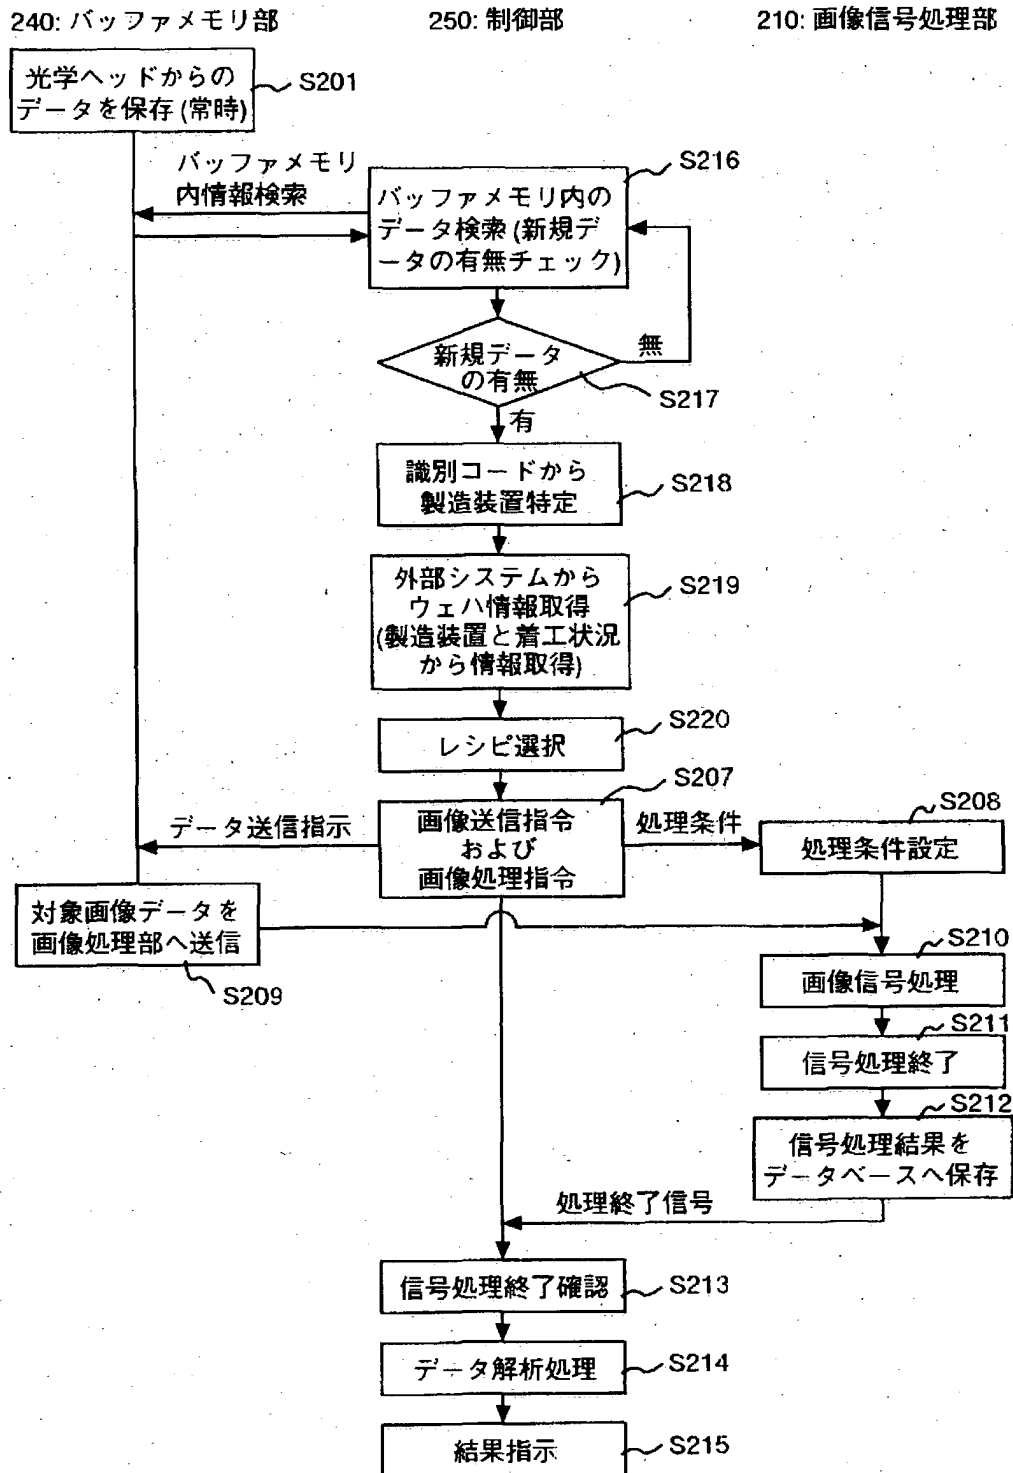 240: バッファメモリ部
250: 制御部
210: 画像信号処理部
光学ヘッドからの
データを保存(常時)
S201
バッファメモリ
内情報検索
S216
バッファメモリ内の
データ検索(新規デ
ータの有無チェック)
新規データ
の有無
無
S217
有
識別コードから
製造装置特定
S218
外部システムから
ウェハ情報取得
(製造装置と着工状況
から情報取得)
S219
レシピ選択
S220
S207
データ送信指示
画像送信指令
および
画像処理指令
処理条件
S208
処理条件設定
対象画像データを
画像処理部へ送信
S209
S210
画像信号処理
S211
信号処理終了
S212
信号処理結果を
データベースへ保存
処理終了信号
信号処理終了確認
S213
データ解析処理
S214
結果指示
S215